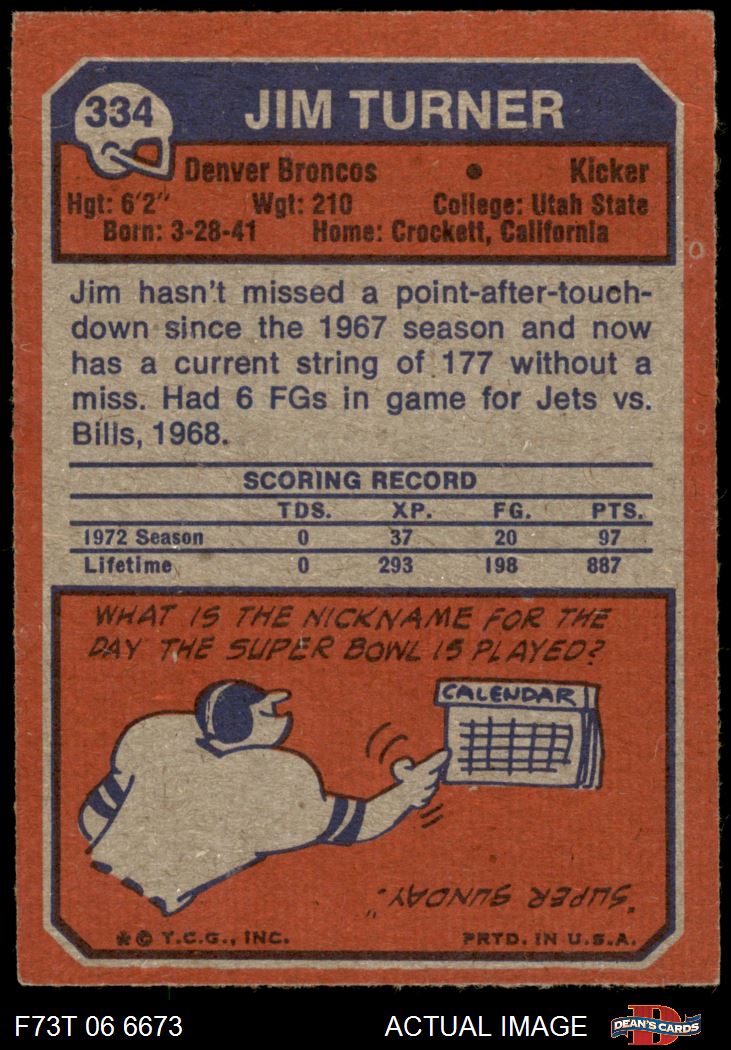 334
JIM TURNER
Denver Broncos • Kicker
Hgt: 6'2" Wgt: 210 College: Utah State
Born: 3-28-41 Home: Crockett, California
Jim hasn't missed a point-after-touch-
down since the 1967 season and now
has a current string of 177 without a
miss. Had 6 FGs in game for Jets vs.
Bills, 1968.
SCORING RECORD
TDS. XP. FG. PTS.
1972 Season 0 37 20 97
Lifetime 0 293 198 887
WHAT IS THE NICKNAME FOR THE
DAY THE SUPER BOWL IS PLAYED?
CALENDAR
"SUPER SUNDAY."
*© T.C.G., INC. PRTD. IN U.S.A.
F73T 06 6673 ACTUAL IMAGE
D
DEAN'S CARDS